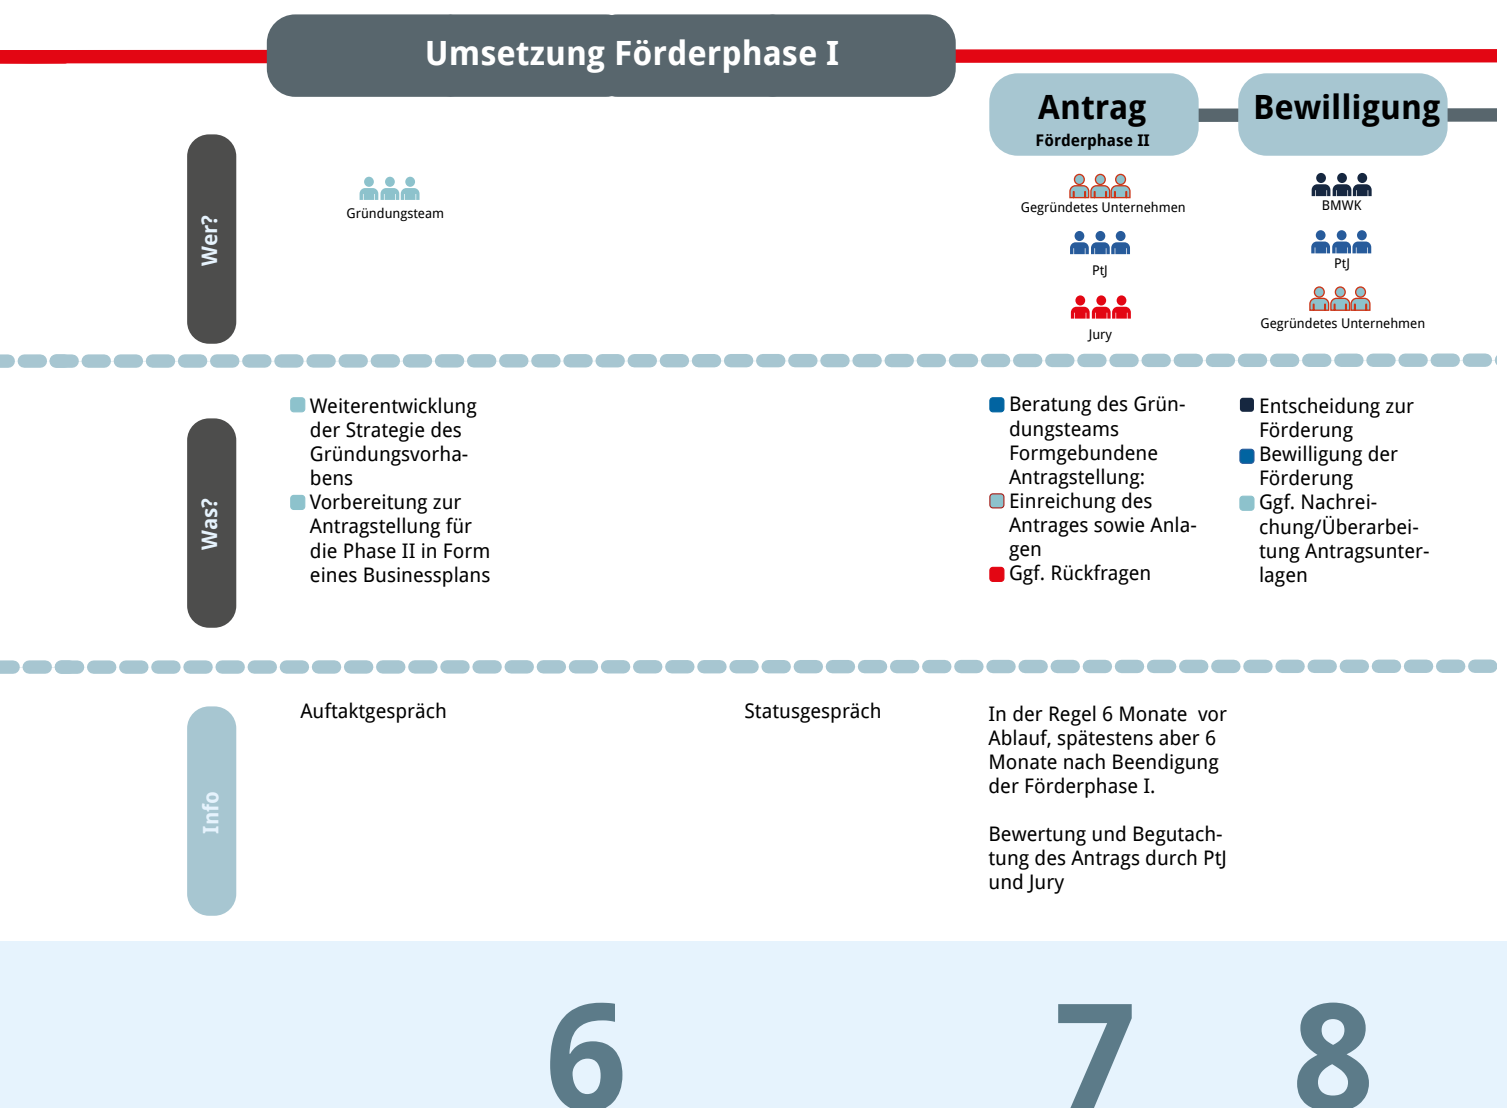 Umsetzung Förderphase I
Antrag
Förderphase II
Bewilligung
Wer?
Gründungsteam
Gegründetes Unternehmen
PtJ
Jury
BMWK
PtJ
Gegründetes Unternehmen
Was?
Weiterentwicklung
der Strategie des
Gründungsvorha-
bens
Vorbereitung zur
Antragstellung für
die Phase II in Form
eines Businessplans
Beratung des Grün-
dungsteams
Formgebundene
Antragstellung:
Einreichung des
Antrages sowie Anla-
gen
Ggf. Rückfragen
Entscheidung zur
Förderung
Bewilligung der
Förderung
Ggf. Nachrei-
chung/Überarbei-
tung Antragsunter-
lagen
Info
Auftaktgespräch
Statusgespräch
In der Regel 6 Monate vor
Ablauf, spätestens aber 6
Monate nach Beendigung
der Förderphase I.
Bewertung und Begutach-
tung des Antrags durch PtJ
und Jury
6
7
8